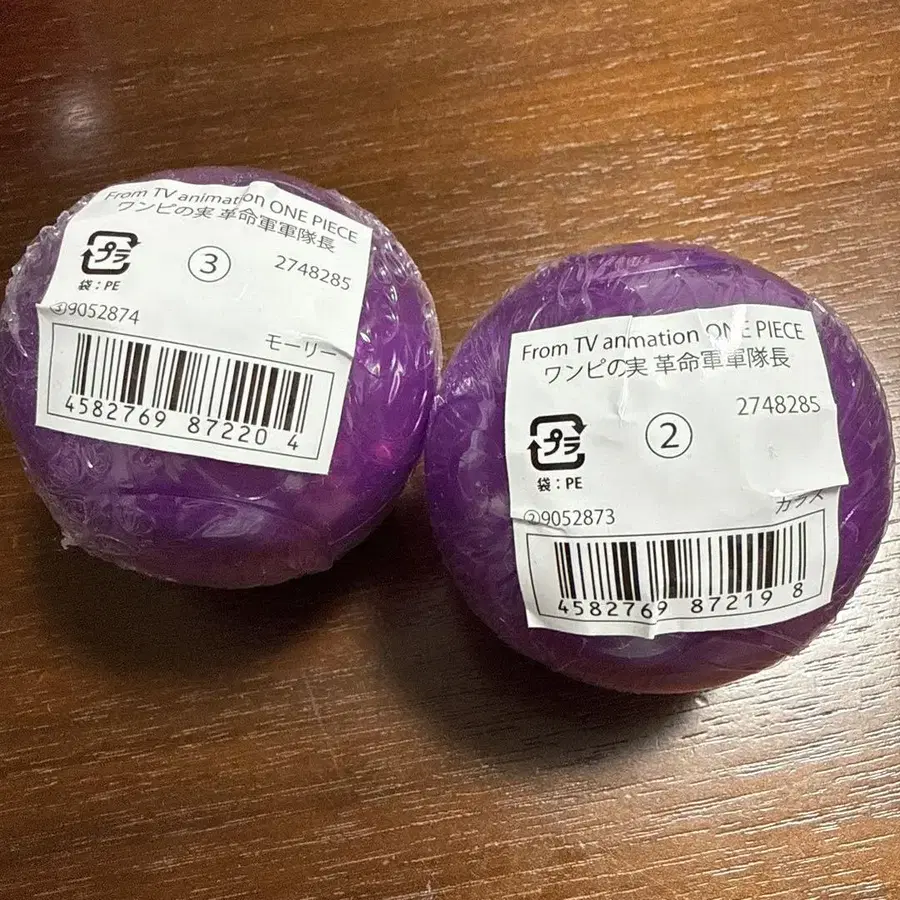 From TV animation ONE PIECE
ワンピの実 革命軍軍隊長
プラ
③
2748285
袋：PE
③9052874
モーリー
4582769 87220 4
From TV anmation ONE PIECE
ワンピの実 革命軍軍隊長
2748285
プラ
②
袋：PE
②9052873
カラス
4582769 87219 8